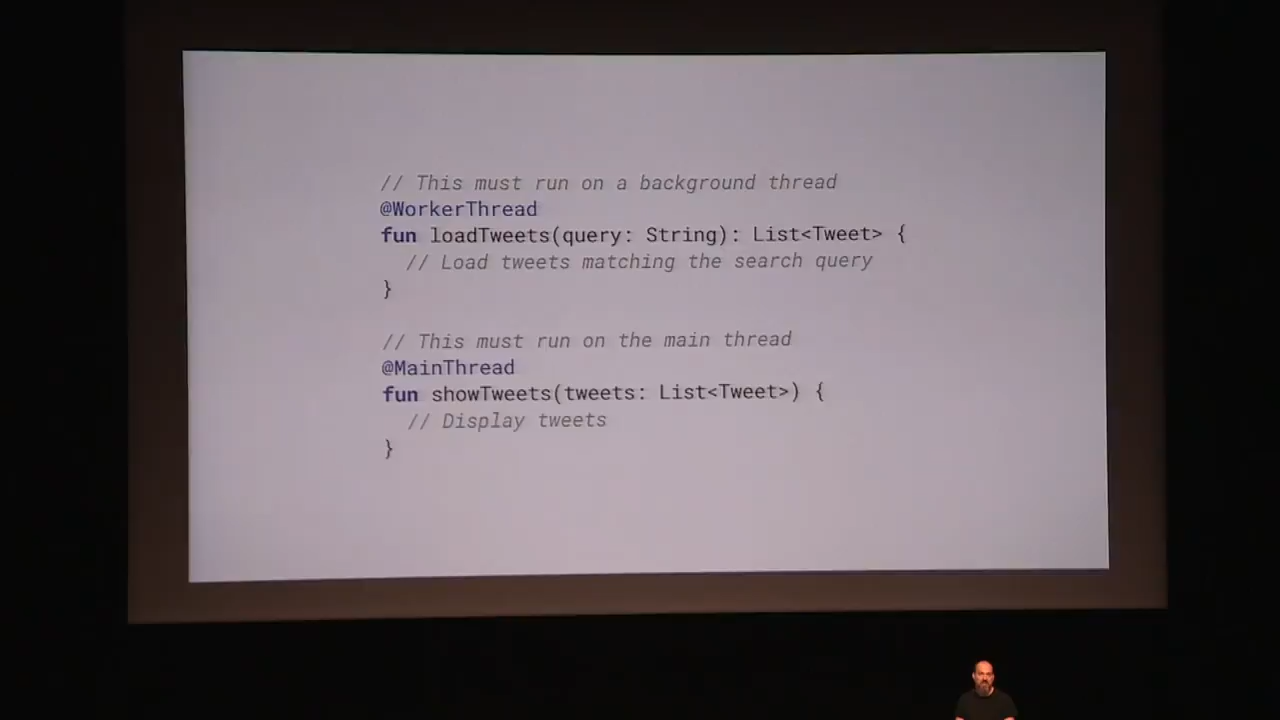 // This must run on a background thread
@WorkerThread
fun loadTweets(query: String): List<Tweet> {
// Load tweets matching the search query
}
// This must run on the main thread
@MainThread
fun showTweets(tweets: List<Tweet>) {
// Display tweets
}